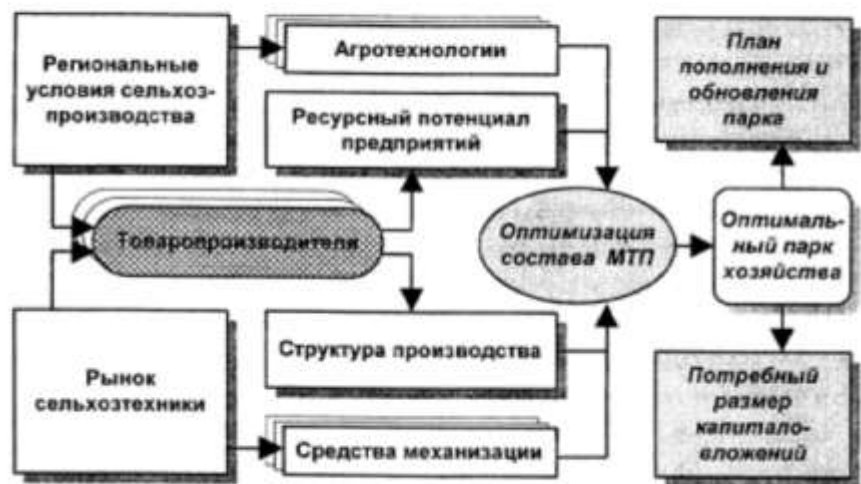 Региональные
условия сельхоз-
производства
Агротехнологии
Ресурсный потенциал
предприятий
План
пополнения и
обновления
парка
Товаропроизводители
Оптимизация
состава МТП
Оптималь-
ный парк
хозяйства
Рынок
сельхозтехники
Структура производства
Средства механизации
Потребный
размер
капитало-
вложений